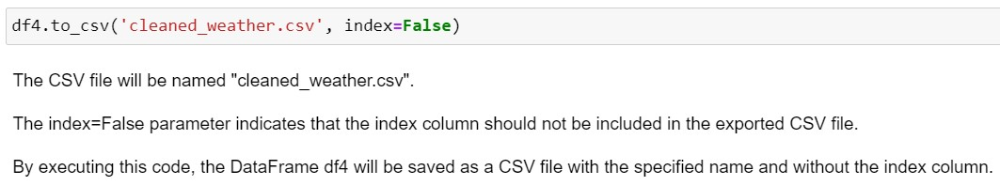 df4.to_csv('cleaned_weather.csv', index=False)
The CSV file will be named "cleaned_weather.csv".
The index=False parameter indicates that the index column should not be included in the exported CSV file.
By executing this code, the DataFrame df4 will be saved as a CSV file with the specified name and without the index column.